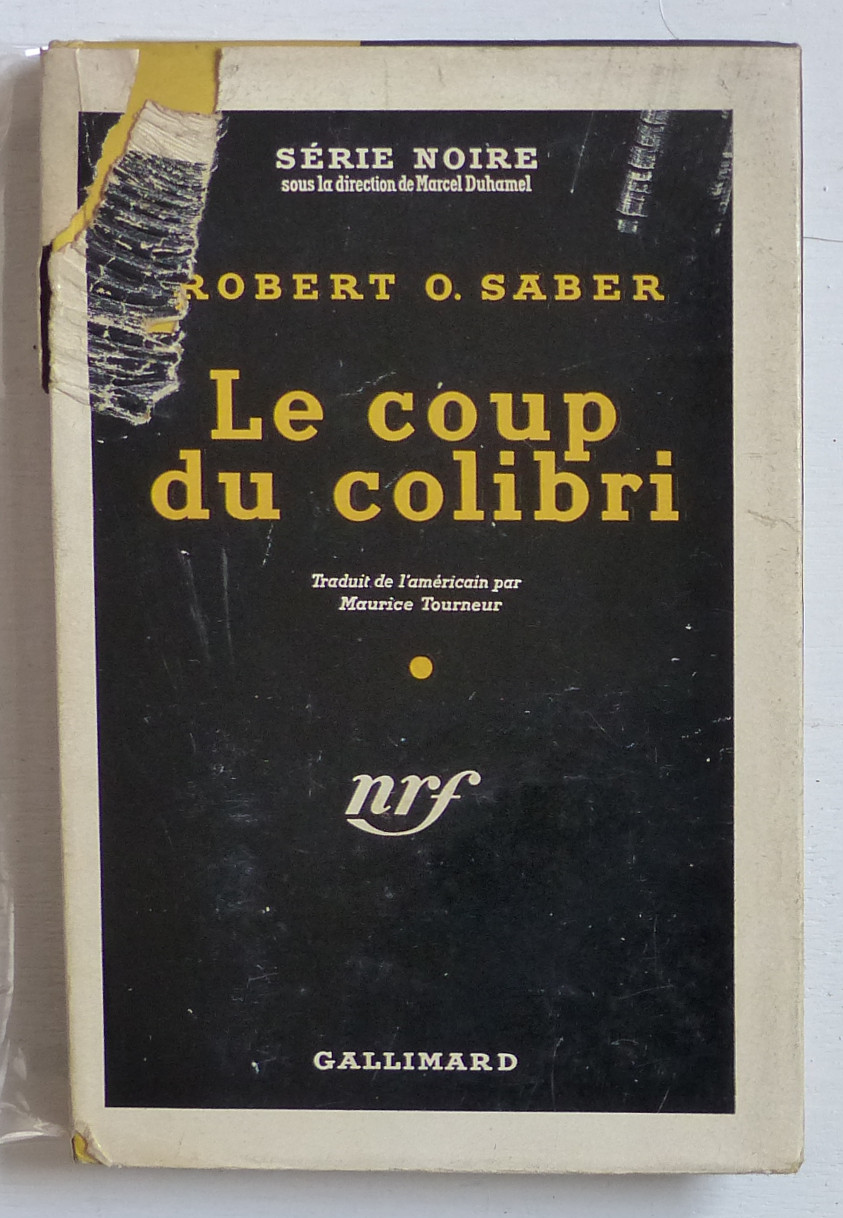 SÉRIE NOIRE
sous la direction de Marcel Duhamel
ROBERT O. SABER
Le coup
du colibri
Traduit de l'américain par
Maurice Tourneur
nrf
GALLIMARD